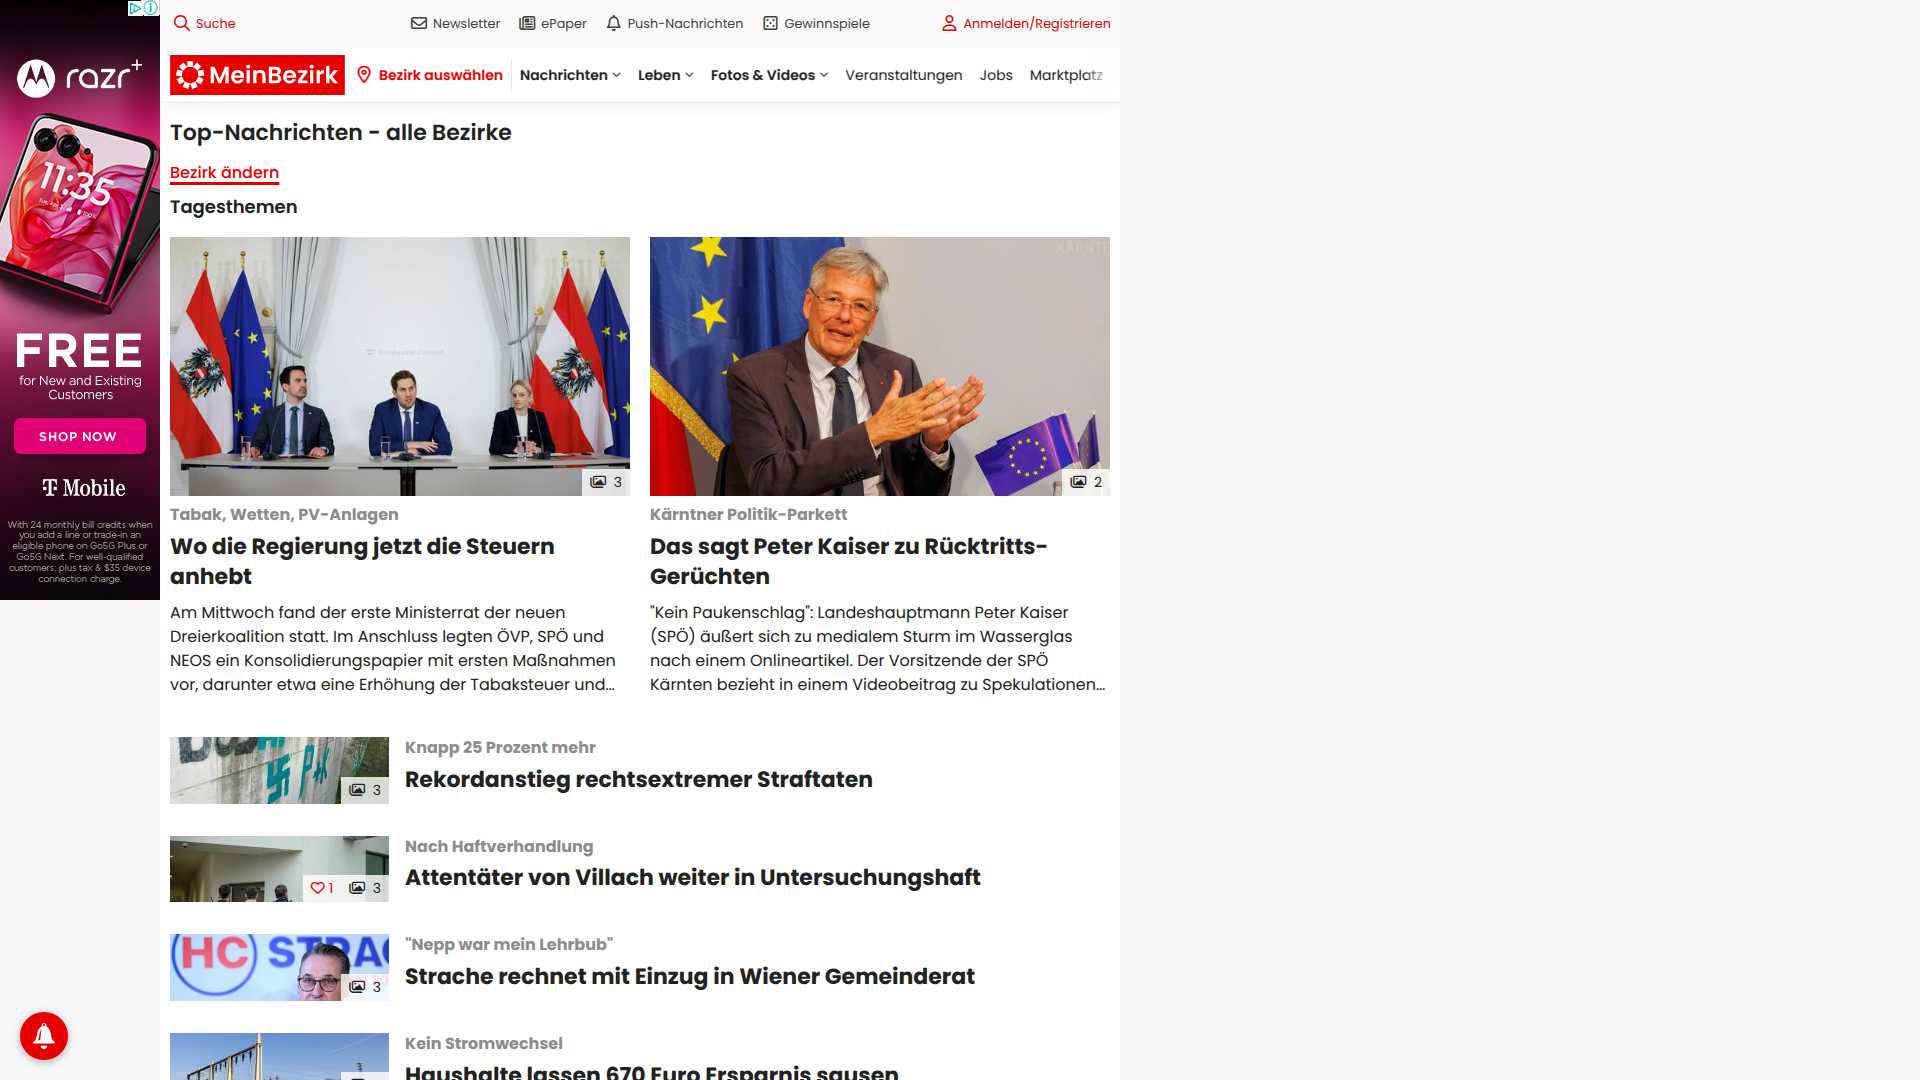 Suche
Newsletter
ePaper
Push-Nachrichten
Gewinnspiele
Anmelden/Registrieren
MeinBezirk
Bezirk auswählen
Nachrichten
Leben
Fotos & Videos
Veranstaltungen
Jobs
Marktplatz
razr+
11:35
FREE
for New and Existing
Customers
SHOP NOW
T Mobile
With 24 monthly bill credits when
you add a line or trade-in an
eligible phone on Go5G Plus or
Go5G Next. For well-qualified
customers; plus tax & $35 device
connection charge.
Top-Nachrichten - alle Bezirke
Bezirk ändern
Tagesthemen
3
Tabak, Wetten, PV-Anlagen
Wo die Regierung jetzt die Steuern
anhebt
Am Mittwoch fand der erste Ministerrat der neuen
Dreierkoalition statt. Im Anschluss legten ÖVP, SPÖ und
NEOS ein Konsolidierungspapier mit ersten Maßnahmen
vor, darunter etwa eine Erhöhung der Tabaksteuer und...
2
Kärntner Politik-Parkett
Das sagt Peter Kaiser zu Rücktritts-
Gerüchten
"Kein Paukenschlag": Landeshauptmann Peter Kaiser
(SPÖ) äußert sich zu medialem Sturm im Wasserglas
nach einem Onlineartikel. Der Vorsitzende der SPÖ
Kärnten bezieht in einem Videobeitrag zu Spekulationen...
3
Knapp 25 Prozent mehr
Rekordanstieg rechtsextremer Straftaten
1
3
Nach Haftverhandlung
Attentäter von Villach weiter in Untersuchungshaft
HC STRAC
3
"Nepp war mein Lehrbub"
Strache rechnet mit Einzug in Wiener Gemeinderat
Kein Stromwechsel
Haushalte lassen 670 Euro Ersparnis sausen